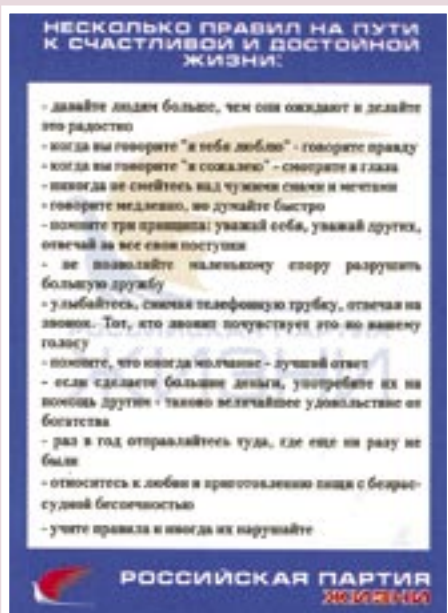 НЕСКОЛЬКО ПРАВИЛ НА ПУТИ
К СЧАСТЛИВОЙ И ДОСТОЙНОЙ
ЖИЗНИ:
- давайте людям больше, чем они ожидают и делайте
это радостно
- когда вы говорите "я тебя люблю" - говорите правду
- когда вы говорите "я сожалею" - смотрите в глаза
- никогда не смейтесь над чужими снами и мечтами
- говорите медленно, но думайте быстро
- помните три принципа: уважай себя, уважай других,
отвечай за все свои поступки
- не позволяйте маленькому спору разрушить
большую дружбу
- улыбайтесь, снимая телефонную трубку, отвечая на
звонок. Тот, кто звонит почувствует это по вашему
голосу
- помните, что иногда молчание - лучший ответ
- если сделаете большие деньги, употребите их на
помощь другим - таково величайшее удовольствие от
богатства
- раз в год отправляйтесь туда, где еще ни разу не
были
- относитесь к любви и приготовлению пищи с безрас-
судной беспечностью
- учите правила и иногда их нарушайте
РОССИЙСКАЯ ПАРТИЯ
ЖИЗНИ